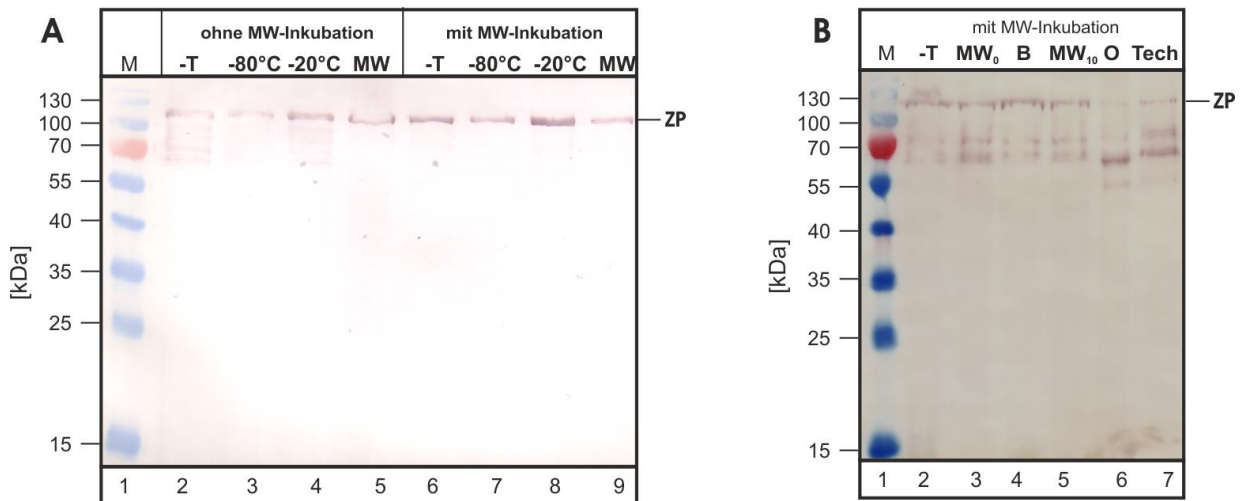 A
ohne MW-Inkubation mit MW-Inkubation
M -T -80°C -20°C MW -T -80°C -20°C MW
130
100
70
55
40
35
25
15
[kDa]
ZP
1 2 3 4 5 6 7 8 9
B
mit MW-Inkubation
M -T MW₀ B MW₁₀ O Tech
130
100
70
55
40
35
25
15
[kDa]
ZP
1 2 3 4 5 6 7